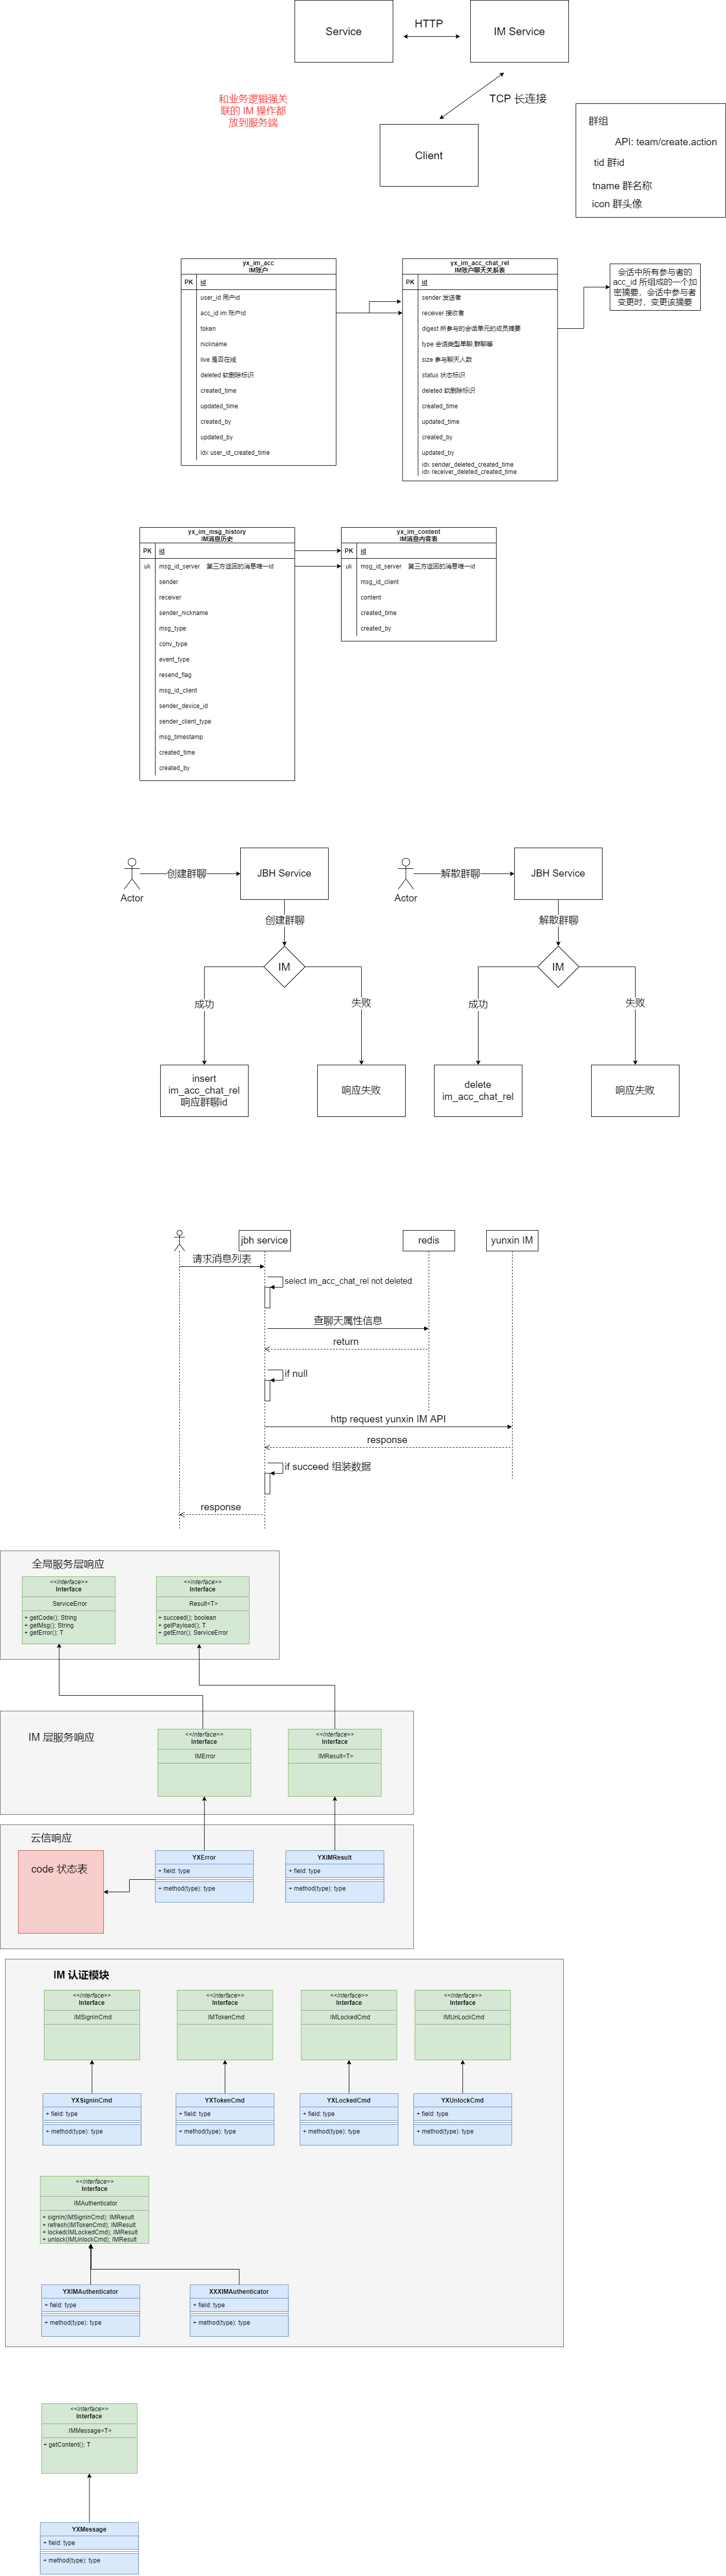 Service
HTTP
IM Service
和业务逻辑强关
联的 IM 操作都
放到服务端
TCP 长连接
Client
群组
API: team/create.action
tid 群id
tname 群名称
icon 群头像
yx_im_acc
IM账户
PK
id
user_id 用户id
acc_id im 账户id
token
nickname
live 是否在线
deleted 软删除标识
created_time
updated_time
created_by
updated_by
idx user_id_created_time
yx_im_acc_chat_rel
IM账户聊天关系表
PK
id
sender 发送者
receiver 接收者
digest 所参与的会话单元的成员摘要
type 会话类型单聊,群聊等
size 参与聊天人数
status 状态标识
deleted 软删除标识
created_time
updated_time
created_by
updated_by
idx sender_deleted_created_time
idx receiver_deleted_created_time
会话中所有参与者的
acc_id 所组成的一个加
密摘要，会话中参与者
变更时，变更该摘要
yx_im_msg_history
IM消息历史
PK
id
uk
msg_id_server 第三方返回的消息唯一id
sender
receiver
sender_nickname
msg_type
conv_type
event_type
resend_flag
msg_id_client
sender_device_id
sender_client_type
msg_timestamp
created_time
created_by
yx_im_content
IM消息内容表
PK
id
uk
msg_id_server 第三方返回的消息唯一id
msg_id_client
content
created_time
created_by
Actor
创建群聊
JBH Service
创建群聊
IM
成功
失败
insert
im_acc_chat_rel
响应群聊id
响应失败
Actor
解散群聊
JBH Service
解散群聊
IM
成功
失败
delete
im_acc_chat_rel
响应失败
jbh service
redis
yunxin IM
请求消息列表
select im_acc_chat_rel not deleted
查聊天属性信息
return
if null
http request yunxin IM API
response
if succeed 组装数据
response
全局服务层响应
<<interface>>
Interface
ServiceError
+ getCode(); String
+ getMsg(); String
+ getError(); T
<<interface>>
Interface
Result<T>
+ succeed(); boolean
+ getPayload(); T
+ getError(); ServiceError
IM 层服务响应
<<interface>>
Interface
IMError
<<interface>>
Interface
IMResult<T>
云信响应
code 状态表
YXError
+ field: type
+ method(type): type
YXIMResult
+ field: type
+ method(type): type
IM 认证模块
<<interface>>
Interface
IMSignInCmd
<<interface>>
Interface
IMTokenCmd
<<interface>>
Interface
IMLockedCmd
<<interface>>
Interface
IMUnLockCmd
YXSigninCmd
+ field: type
+ method(type): type
YXTokenCmd
+ field: type
+ method(type): type
YXLockedCmd
+ field: type
+ method(type): type
YXUnlockCmd
+ field: type
+ method(type): type
<<interface>>
Interface
IMAuthenticator
+ signIn(IMSignInCmd); IMResult
+ refresh(IMTokenCmd); IMResult
+ locked(IMLockedCmd); IMResult
+ unlock(IMUnLockCmd); IMResult
YXIMAuthenticator
+ field: type
+ method(type): type
XXXIMAuthenticator
+ field: type
+ method(type): type
<<interface>>
Interface
IMMessage<T>
+ getContent(); T
YXMessage
+ field: type
+ method(type): type